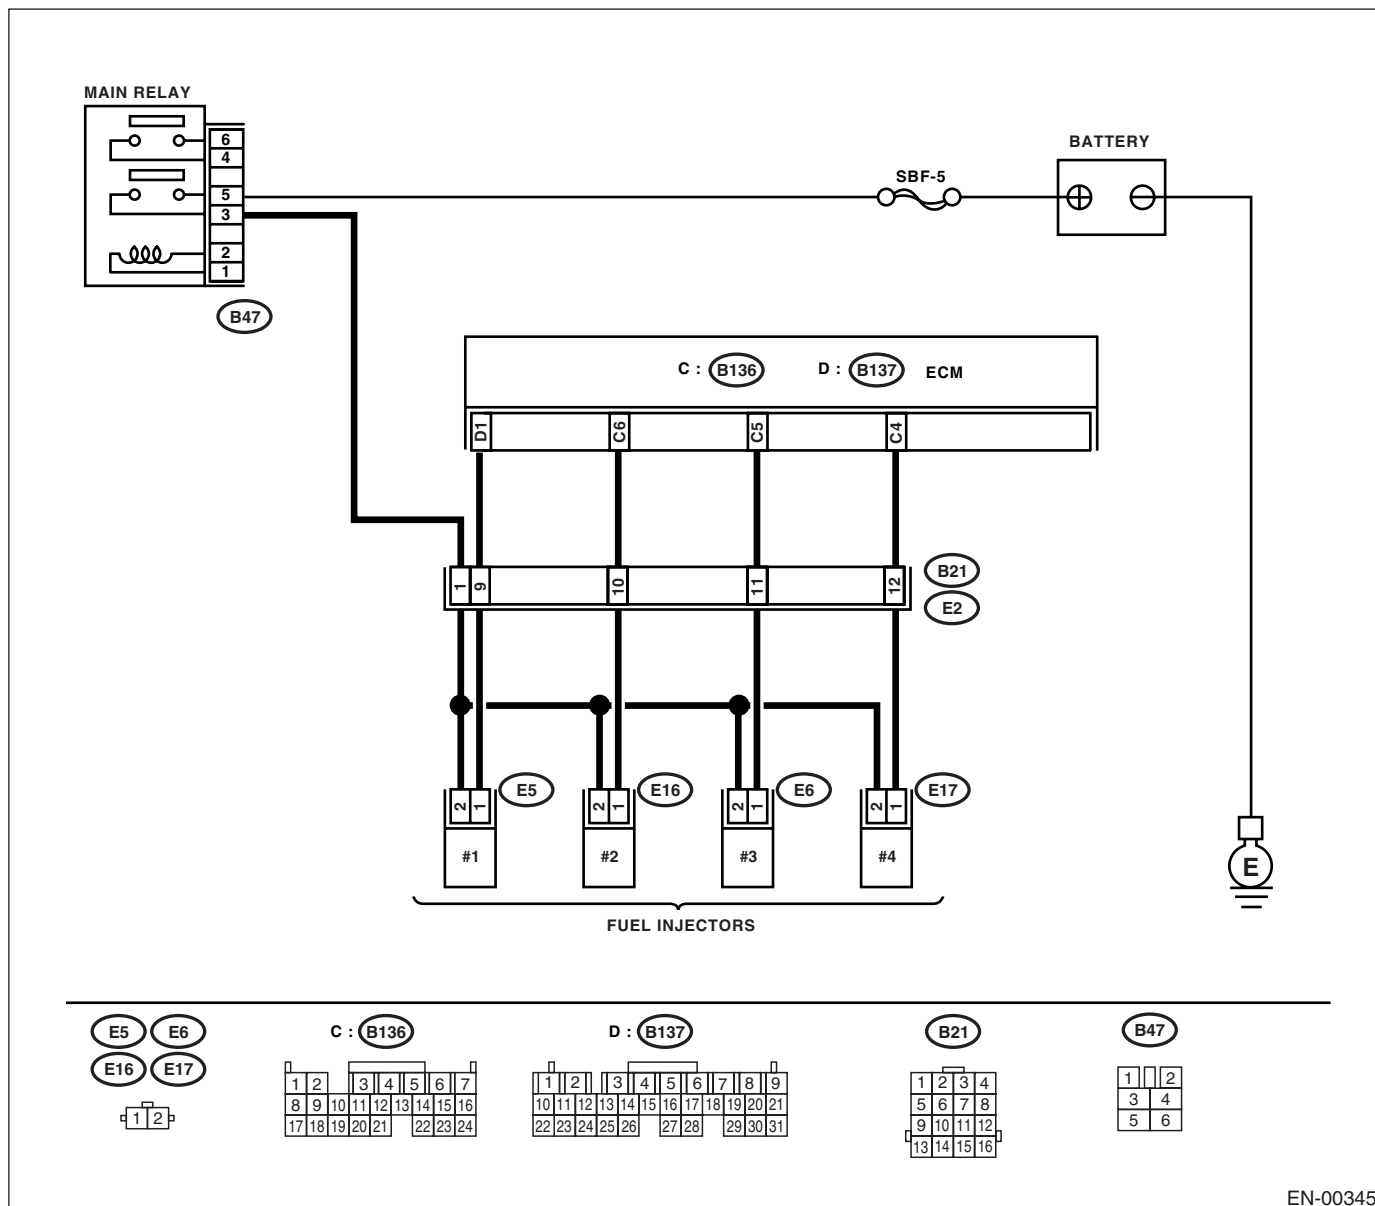 MAIN RELAY
6
4
5
3
2
1
B47
SBF-5
BATTERY
C : B136 D : B137 ECM
D1 C6 C5 C4
1 9 10 11 12
B21
E2
2 1 E5 2 1 E16 2 1 E6 2 1 E17
#1 #2 #3 #4
E
FUEL INJECTORS
E5 E6
E16 E17
1 2
C : B136
1 2 3 4 5 6 7
8 9 10 11 12 13 14 15 16
17 18 19 20 21 22 23 24
D : B137
1 2 3 4 5 6 7 8 9
10 11 12 13 14 15 16 17 18 19 20 21
22 23 24 25 26 27 28 29 30 31
B21
1 2 3 4
5 6 7 8
9 10 11 12
13 14 15 16
B47
1 2
3 4
5 6
EN-00345